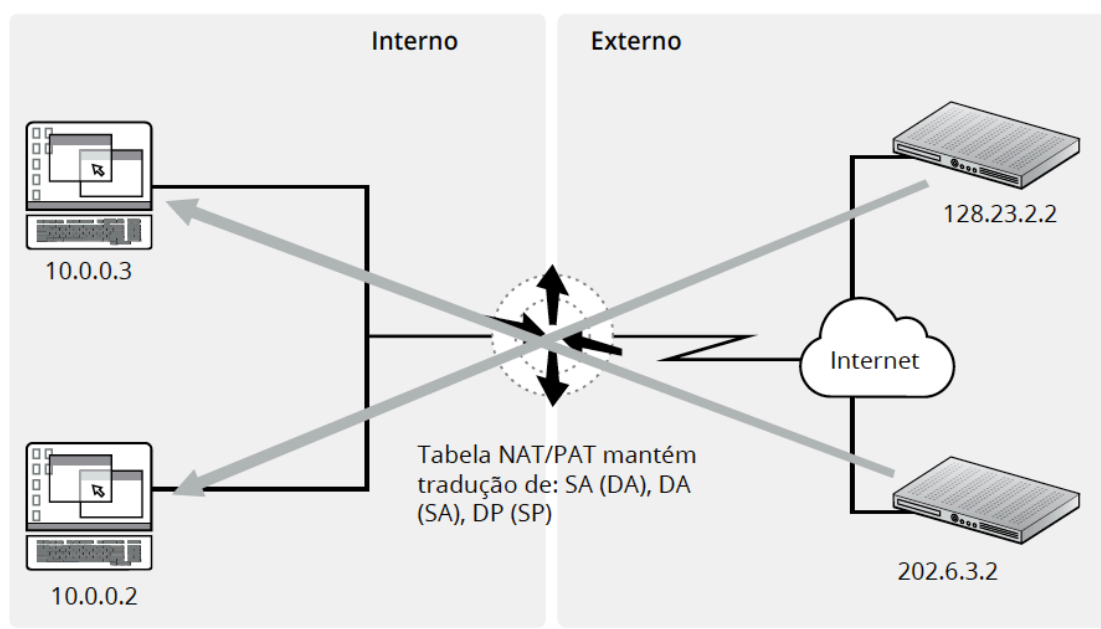 Interno
Externo
10.0.0.3
128.23.2.2
Internet
Tabela NAT/PAT mantém
tradução de: SA (DA), DA
(SA), DP (SP)
10.0.0.2
202.6.3.2